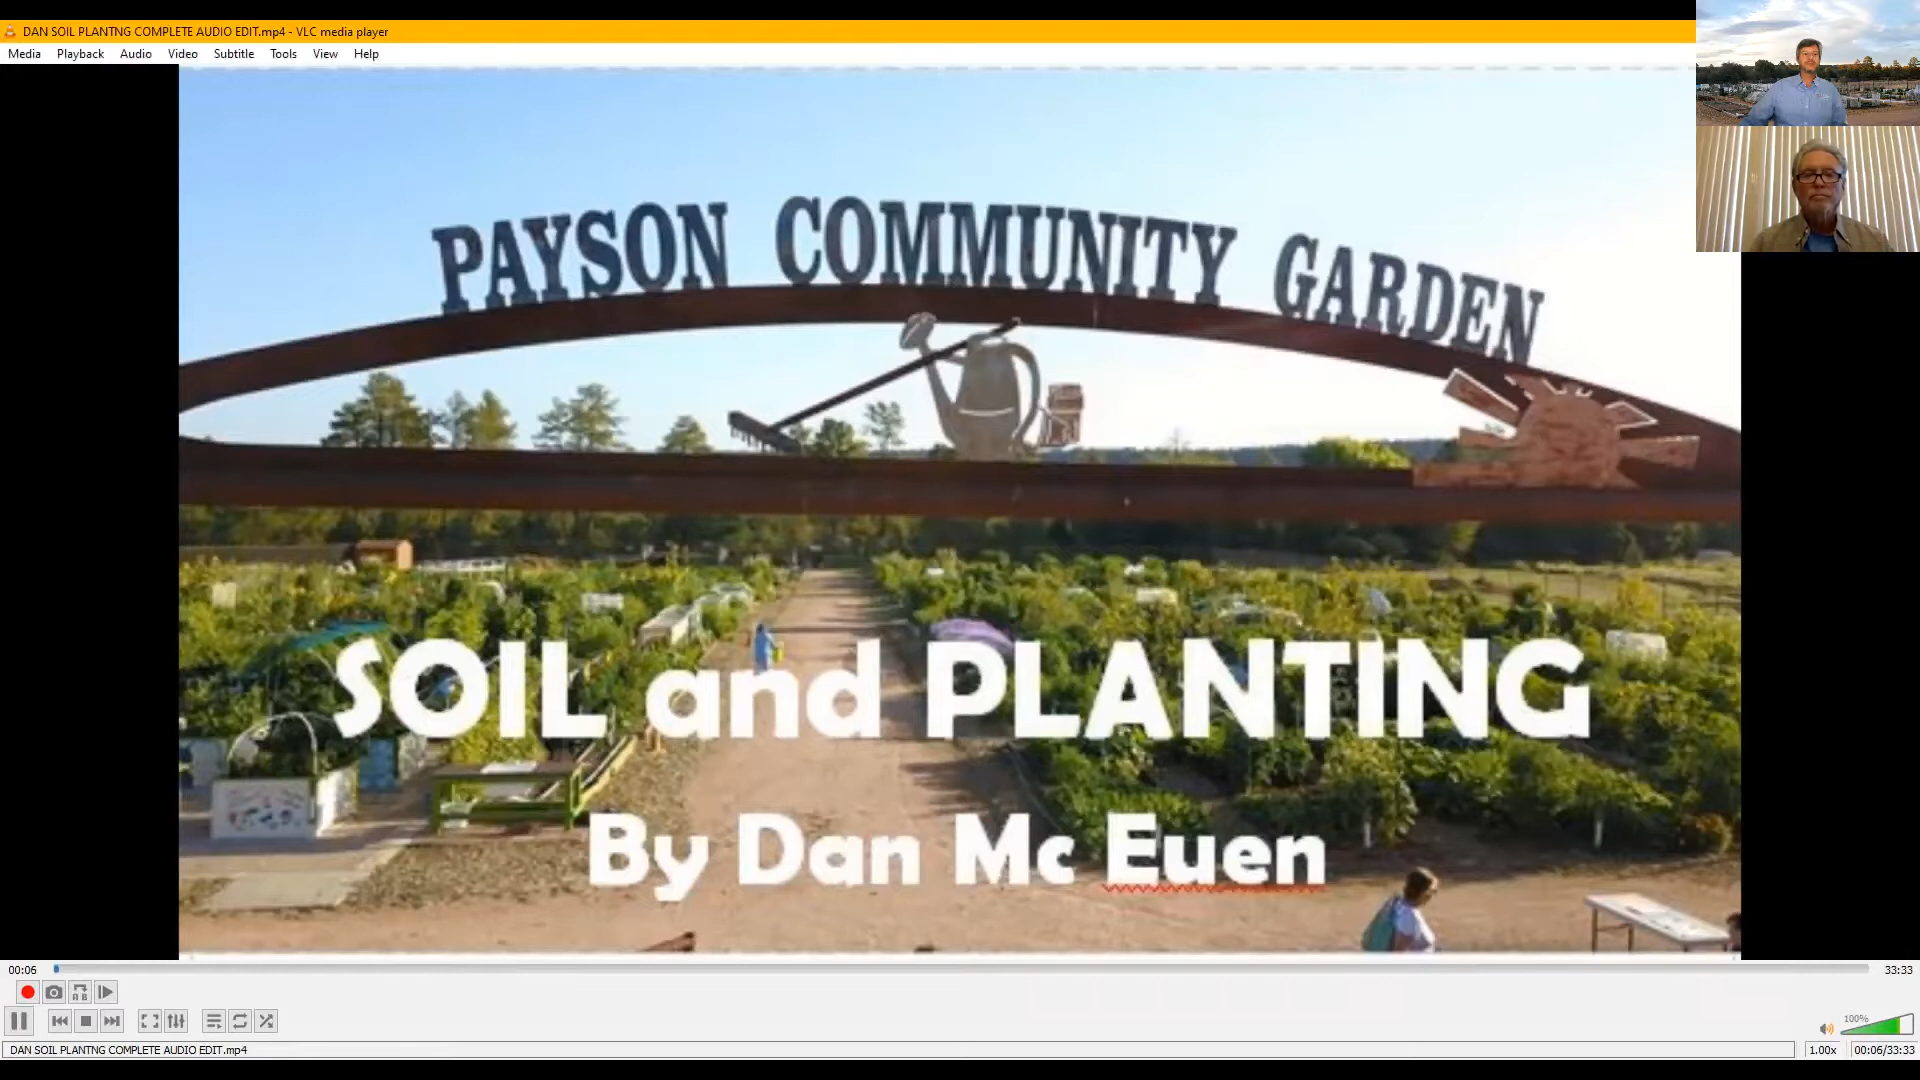 DAN SOIL PLANTNG COMPLETE AUDIO EDIT.mp4 - VLC media player
Media Playback Audio Video Subtitle Tools View Help
PAYSON COMMUNITY GARDEN
SOIL and PLANTING
By Dan Mc Euen
00:06 33:33
A B
100%
DAN SOIL PLANTNG COMPLETE AUDIO EDIT.mp4 1.00x 00:06/33:33